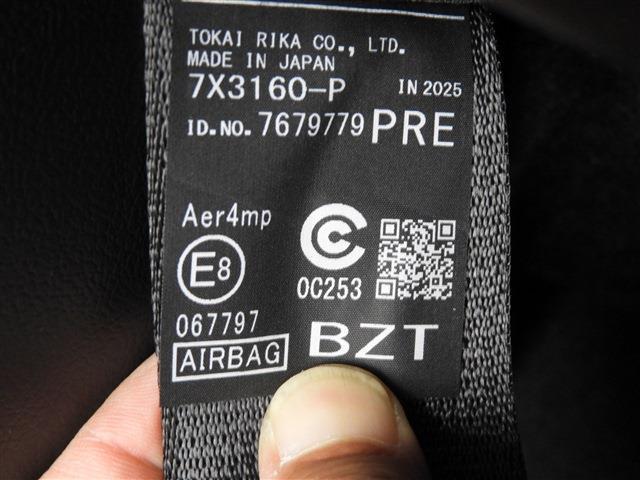 TOKAI RIKA CO., LTD.
MADE IN JAPAN
7X3160-P IN 2025
ID.NO. 7679779 PRE
Aer4mp
E8
0C253
067797
AIRBAG
BZT